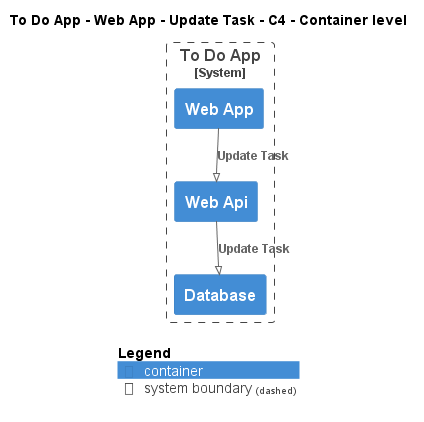 To Do App - Web App - Update Task - C4 - Container level
To Do App
[System]
Web App
Update Task
Web Api
Update Task
Database
Legend
container
system boundary (dashed)